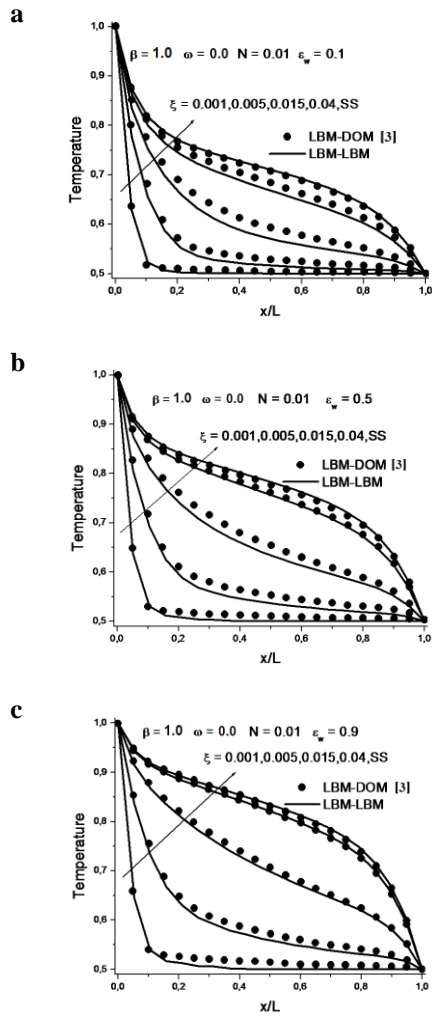 a
β = 1.0 ω = 0.0 N = 0.01 ε_w = 0.1
ξ = 0.001,0.005,0.015,0.04,SS
LBM-DOM [3]
LBM-LBM
Temperature
1,0
0,9
0,8
0,7
0,6
0,5
0,0 0,2 0,4 0,6 0,8 1,0
x/L
b
β = 1.0 ω = 0.0 N = 0.01 ε_w = 0.5
ξ = 0.001,0.005,0.015,0.04,SS
LBM-DOM [3]
LBM-LBM
Temperature
1,0
0,9
0,8
0,7
0,6
0,5
0,0 0,2 0,4 0,6 0,8 1,0
x/L
c
β = 1.0 ω = 0.0 N = 0.01 ε_w = 0.9
ξ = 0.001,0.005,0.015,0.04,SS
LBM-DOM [3]
LBM-LBM
Temperature
1,0
0,9
0,8
0,7
0,6
0,5
0,0 0,2 0,4 0,6 0,8 1,0
x/L